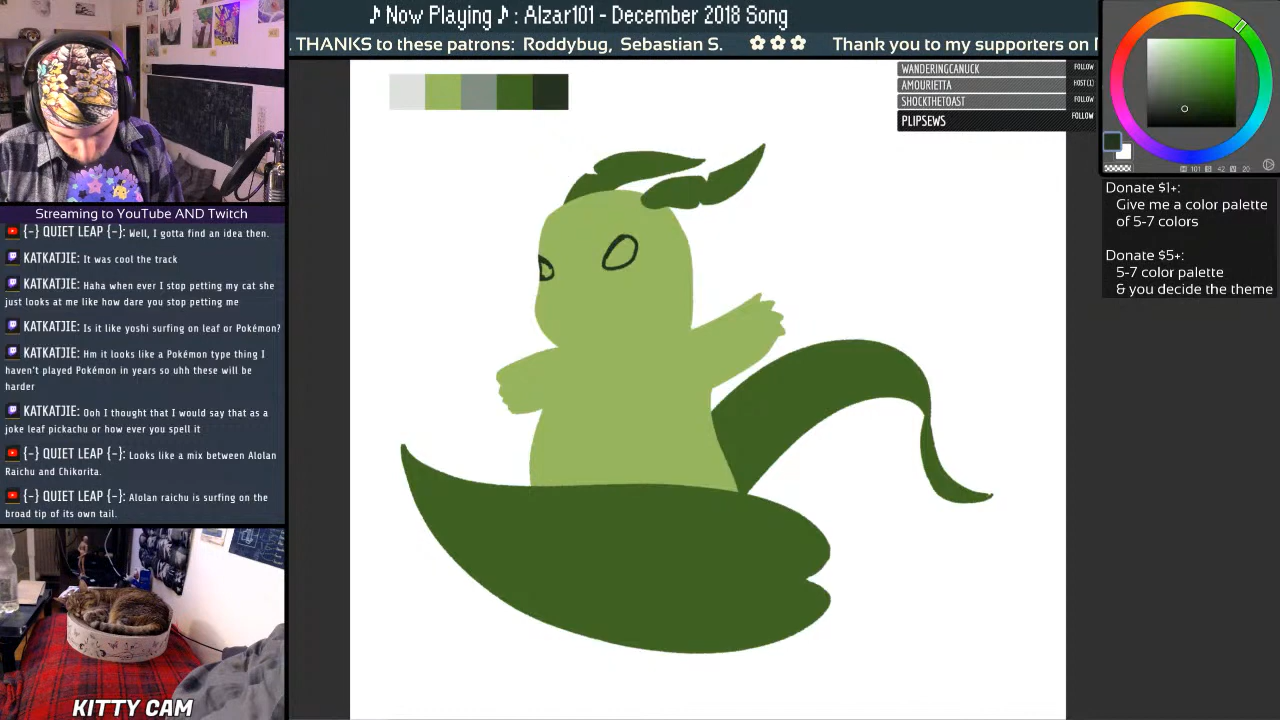 ♪ Now Playing ♪ : Alzar101 - December 2018 Song
. THANKS to these patrons: Roddybug, Sebastian S. ✿ ✿ ✿ Thank you to my supporters on
WANDERINGCANUCK FOLLOW
AMOURIETTA HOST(1)
SHOCKTHETOAST FOLLOW
PLIPSEWS FOLLOW
H 101 S 42 V 20
Donate $1+:
Give me a color palette
of 5-7 colors
Donate $5+:
5-7 color palette
& you decide the theme
Streaming to YouTube AND Twitch
{-} QUIET LEAP {-}: Well, I gotta find an idea then.
KATKATJIE: It was cool the track
KATKATJIE: Haha when ever I stop petting my cat she
just looks at me like how dare you stop petting
me
KATKATJIE: Is it like yoshi surfing on leaf or Pokémon?
KATKATJIE: Hm it looks like a Pokémon type thing I
haven't played Pokémon in years so uhh these will be
harder
KATKATJIE: Ooh I thought that I would say that as a
joke leaf pickachu or how ever you spell it
{-} QUIET LEAP {-}: Looks like a mix between Alolan
Raichu and Chikorita.
{-} QUIET LEAP {-}: Alolan raichu is surfing on the
broad tip of its own tail.
KITTY CAM